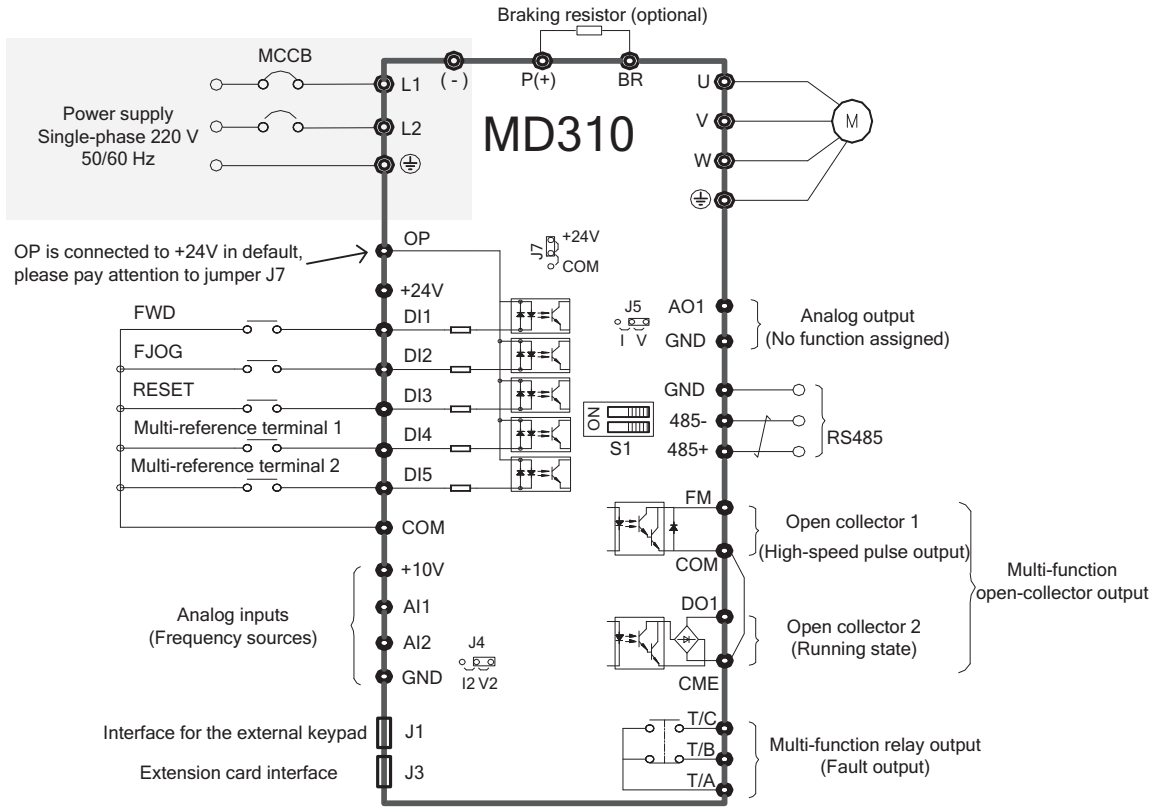 Braking resistor (optional)
MCCB
( - )
P(+)
BR
L1
U
Power supply
Single-phase 220 V
50/60 Hz
L2
MD310
V
M
W
OP is connected to +24V in default,
please pay attention to jumper J7
OP
J7
+24V
COM
+24V
FWD
DI1
J5
I V
AO1
GND
Analog output
(No function assigned)
FJOG
DI2
RESET
DI3
GND
485-
485+
RS485
ON
S1
Multi-reference terminal 1
DI4
Multi-reference terminal 2
DI5
COM
FM
Open collector 1
(High-speed pulse output)
COM
Multi-function
open-collector output
+10V
Analog inputs
(Frequency sources)
AI1
AI2
GND
J4
I2 V2
DO1
Open collector 2
(Running state)
CME
Interface for the external keypad
J1
Extension card interface
J3
T/C
T/B
T/A
Multi-function relay output
(Fault output)